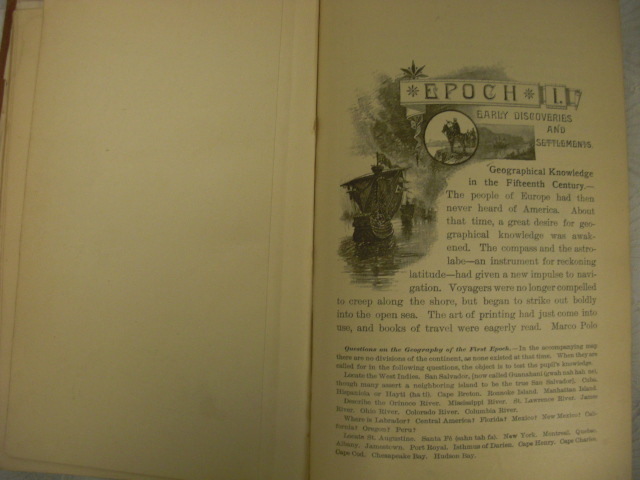 EPOCH I.
EARLY DISCOVERIES
AND
SETTLEMENTS.
Geographical Knowledge
in the Fifteenth Century.—
The people of Europe had then
never heard of America. About
that time, a great desire for geo-
graphical knowledge was awak-
ened. The compass and the astro-
labe—an instrument for reckoning
latitude—had given a new impulse to navi-
gation. Voyagers were no longer compelled
to creep along the shore, but began to strike out boldly
into the open sea. The art of printing had just come into
use, and books of travel were eagerly read. Marco Polo
Questions on the Geography of the First Epoch.—In the accompanying map
there are no divisions of the continent, as none existed at that time. When they are
called for in the following questions, the object is to test the pupil's knowledge.
Locate the West Indies. San Salvador, (now called Guanahani
though many assert a neighboring island to be the true San Salvador). Cuba.
Hispaniola or Hayti (hā tī). Cape Breton. Roanoke Island. Manhattan Island.
Describe the Orinoco River. Mississippi River. St. Lawrence River. James
River. Ohio River. Colorado River. Columbia River.
Where is Labrador? Central America? Florida? Mexico? New Mexico? Cali-
fornia? Oregon? Peru?
Locate St. Augustine. Santa Fé (sahn tah fa). New York. Montreal. Quebec.
Albany. Jamestown. Port Royal. Isthmus of Darien. Cape Henry. Cape Charles.
Cape Cod. Chesapeake Bay. Hudson Bay.